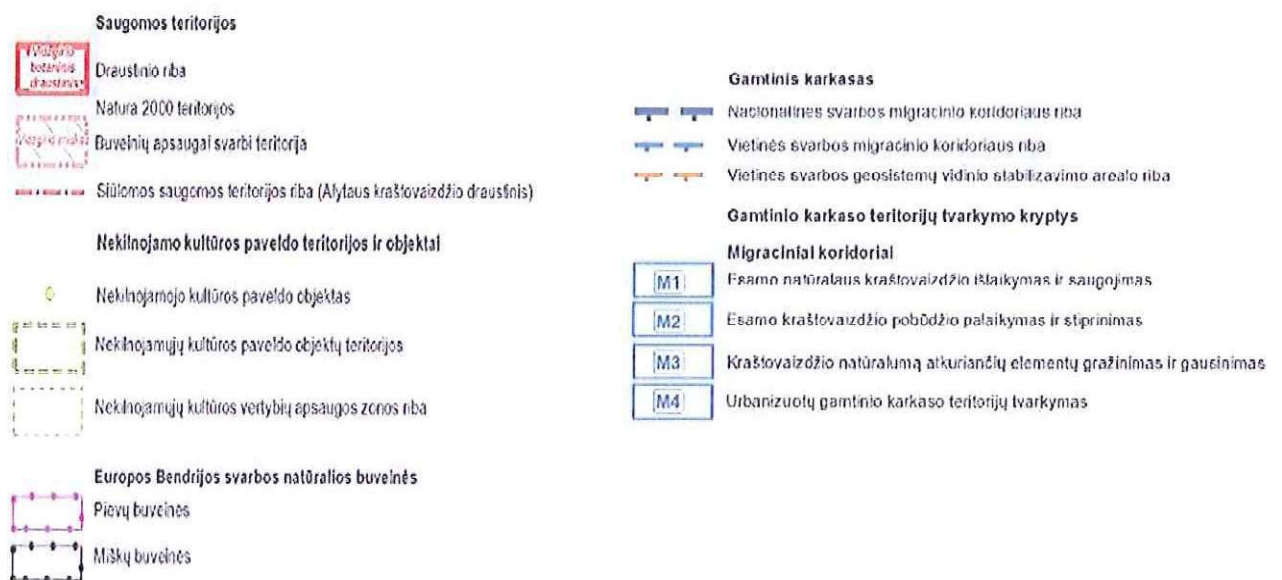 Saugomos teritorijos
Vidzgirio
botaninis
draustinis
Draustinio riba
Natura 2000 teritorijos
Buveinių apsaugai svarbi teritorija
Siūlomos saugomos teritorijos riba (Alytaus kraštovaizdžio draustinis)
Nekilnojamo kultūros paveldo teritorijos ir objektai
Nekilnojamojo kultūros paveldo objektas
Nekilnojamųjų kultūros paveldo objektų teritorijos
Nekilnojamųjų kultūros vertybių apsaugos zonos riba
Europos Bendrijos svarbos natūralios buveinės
Pievų buveinės
Miškų buveinės
Gamtinis karkasas
Nacionalinės svarbos migracinio koridoriaus riba
Vietinės svarbos migracinio koridoriaus riba
Vietinės svarbos geosistemų vidinio stabilizavimo arealo riba
Gamtinio karkaso teritorijų tvarkymo kryptys
Migraciniai koridoriai
M1 Esamo natūralaus kraštovaizdžio išlaikymas ir saugojimas
M2 Esamo kraštovaizdžio pobūdžio palaikymas ir stiprinimas
M3 Kraštovaizdžio natūralumą atkuriančių elementų gražinimas ir gausinimas
M4 Urbanizuotų gamtinio karkaso teritorijų tvarkymas